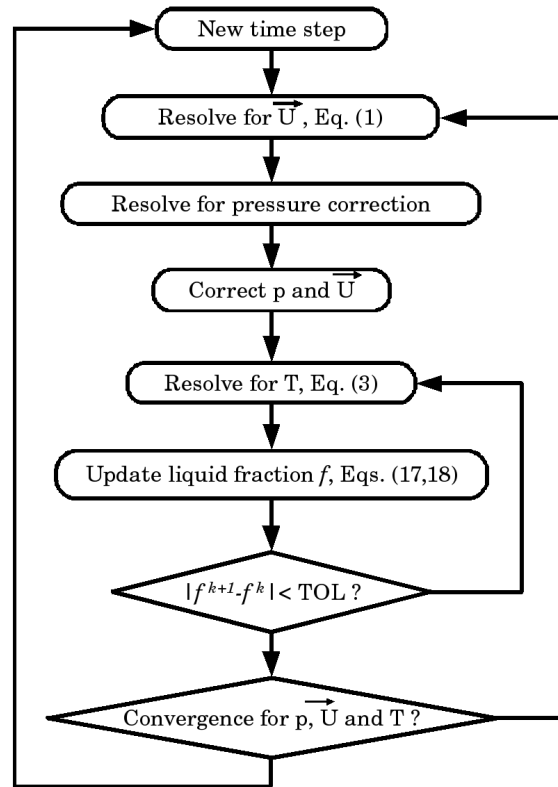 New time step
Resolve for U⃗ , Eq. (1)
Resolve for pressure correction
Correct p and U⃗
Resolve for T, Eq. (3)
Update liquid fraction f, Eqs. (17,18)
|f^{k+1}-f^k| < TOL ?
Convergence for p, U⃗ and T ?